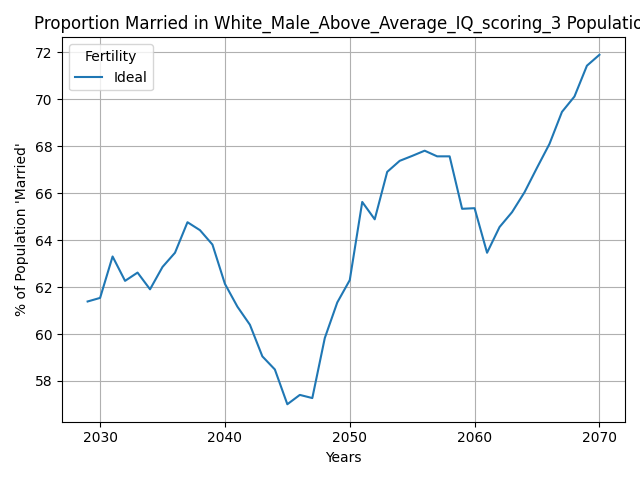 Proportion Married in White_Male_Above_Average_IQ_scoring_3 Populatio
Fertility
Ideal
% of Population 'Married'
72
70
68
66
64
62
60
58
2030 2040 2050 2060 2070
Years